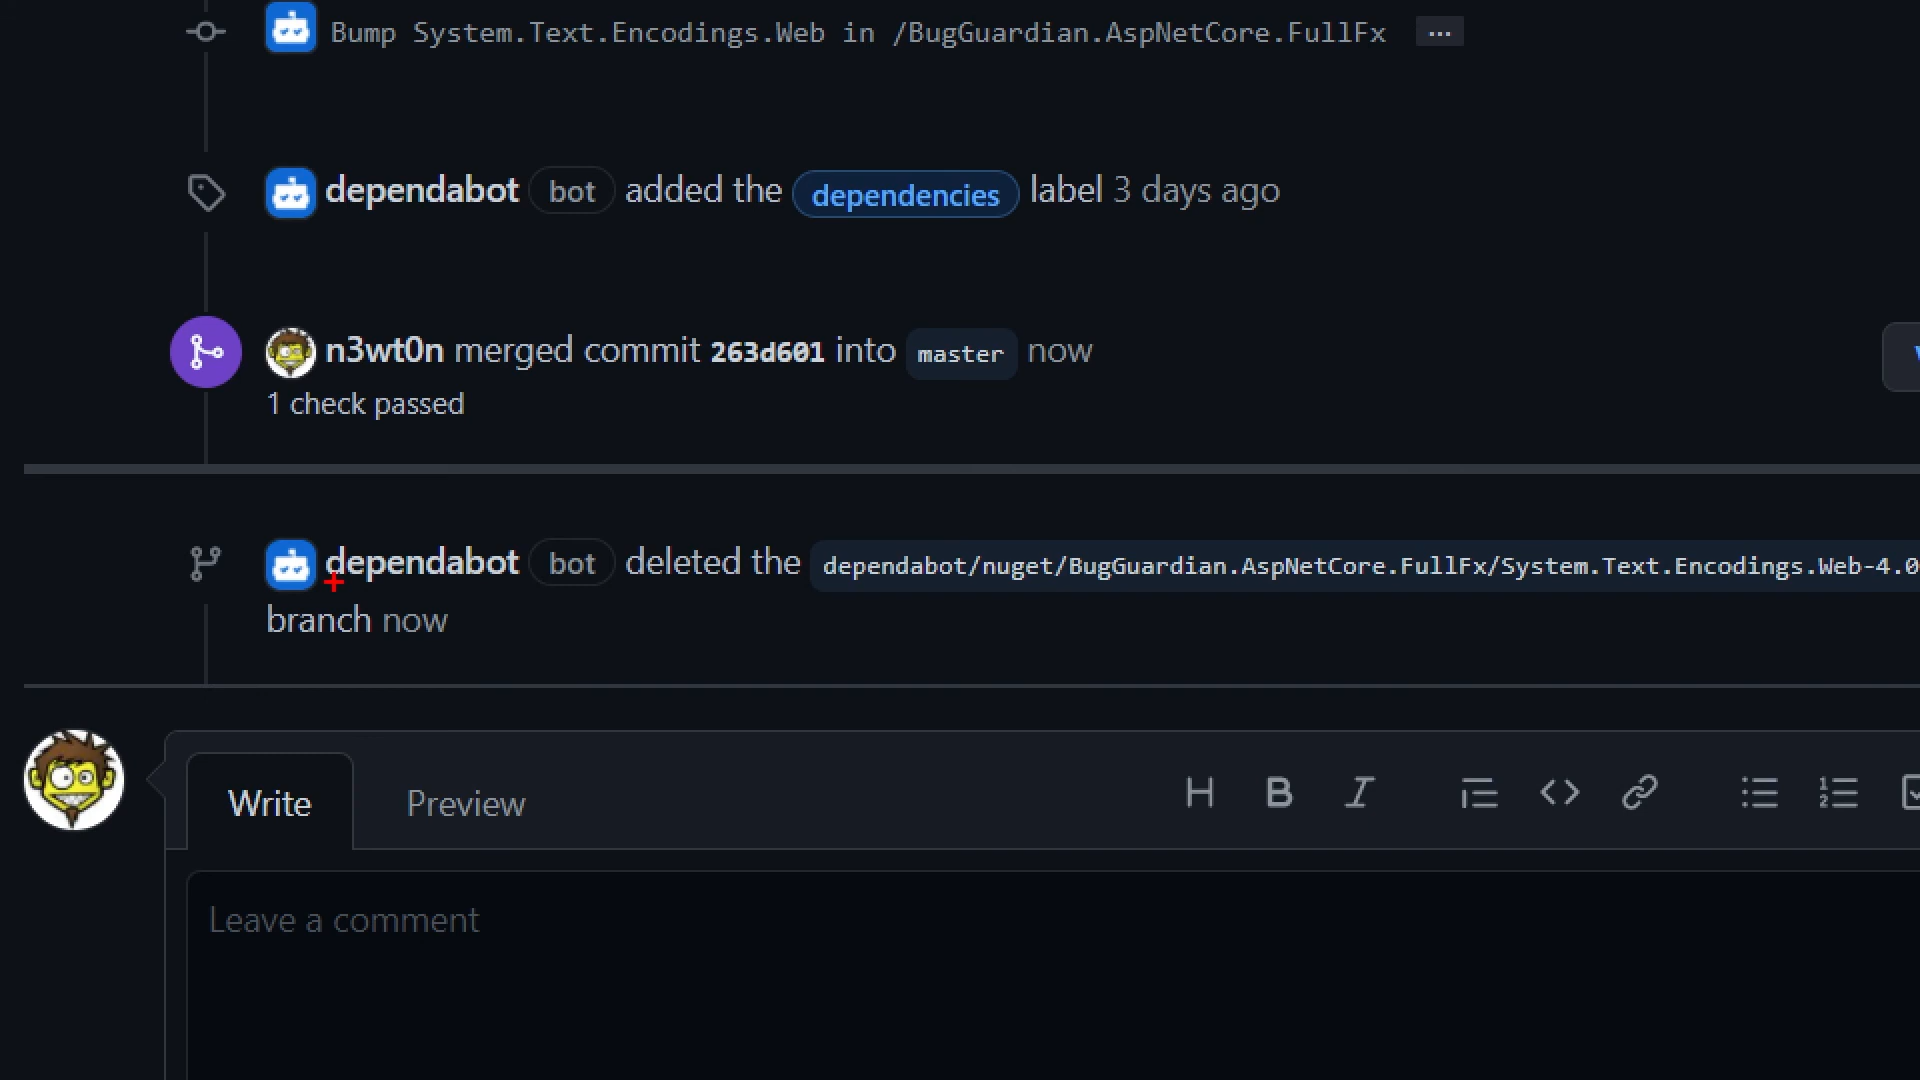 Bump System.Text.Encodings.Web in /BugGuardian.AspNetCore.FullFx ...
dependabot bot added the dependencies label 3 days ago
n3wt0n merged commit 263d601 into master now
1 check passed
dependabot bot deleted the dependabot/nuget/BugGuardian.AspNetCore.FullFx/System.Text.Encodings.Web-4.0
branch now
Write Preview
Leave a comment